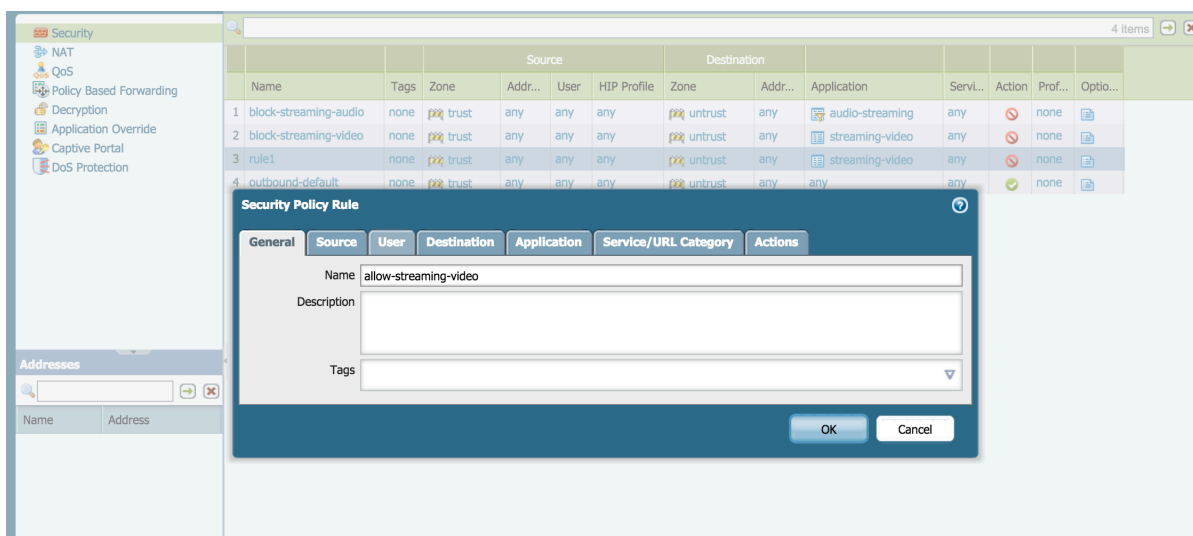 Security
NAT
QoS
Policy Based Forwarding
Decryption
Application Override
Captive Portal
DoS Protection
4 items
Source Destination
Name Tags Zone Addr... User HIP Profile Zone Addr... Application Servi... Action Prof... Optio...
1 block-streaming-audio none trust any any any untrust any audio-streaming any none
2 block-streaming-video none trust any any any untrust any streaming-video any none
3 rule1 none trust any any any untrust any streaming-video any none
4 outbound-default none trust any any any untrust any any any none
Security Policy Rule ?
General Source User Destination Application Service/URL Category Actions
Name allow-streaming-video
Description
Tags
OK Cancel
Addresses
Name Address